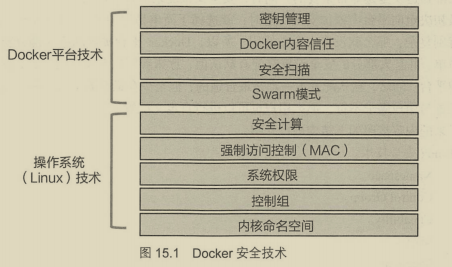 密钥管理
Docker内容信任
安全扫描
Swarm模式
Docker平台技术
安全计算
强制访问控制（MAC）
系统权限
控制组
内核命名空间
操作系统
（Linux）技术
图 15.1 Docker 安全技术